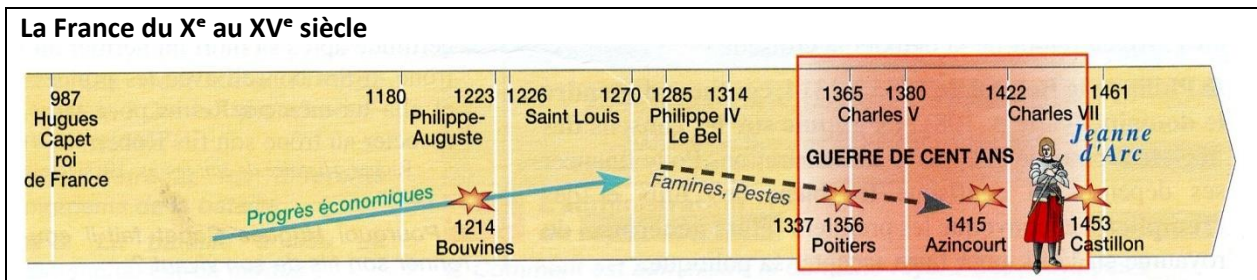 La France du Xᵉ au XVᵉ siècle
987
Hugues
Capet
roi
de France
1180
1223
Philippe-
Auguste
1226
1270
Saint Louis
1285
1314
Philippe IV
Le Bel
1365
1380
Charles V
1422
1461
Charles VII
Jeanne
d'Arc
GUERRE DE CENT ANS
Progrès économiques
Famines, Pestes
1214
Bouvines
1337
1356
Poitiers
1415
Azincourt
1453
Castillon